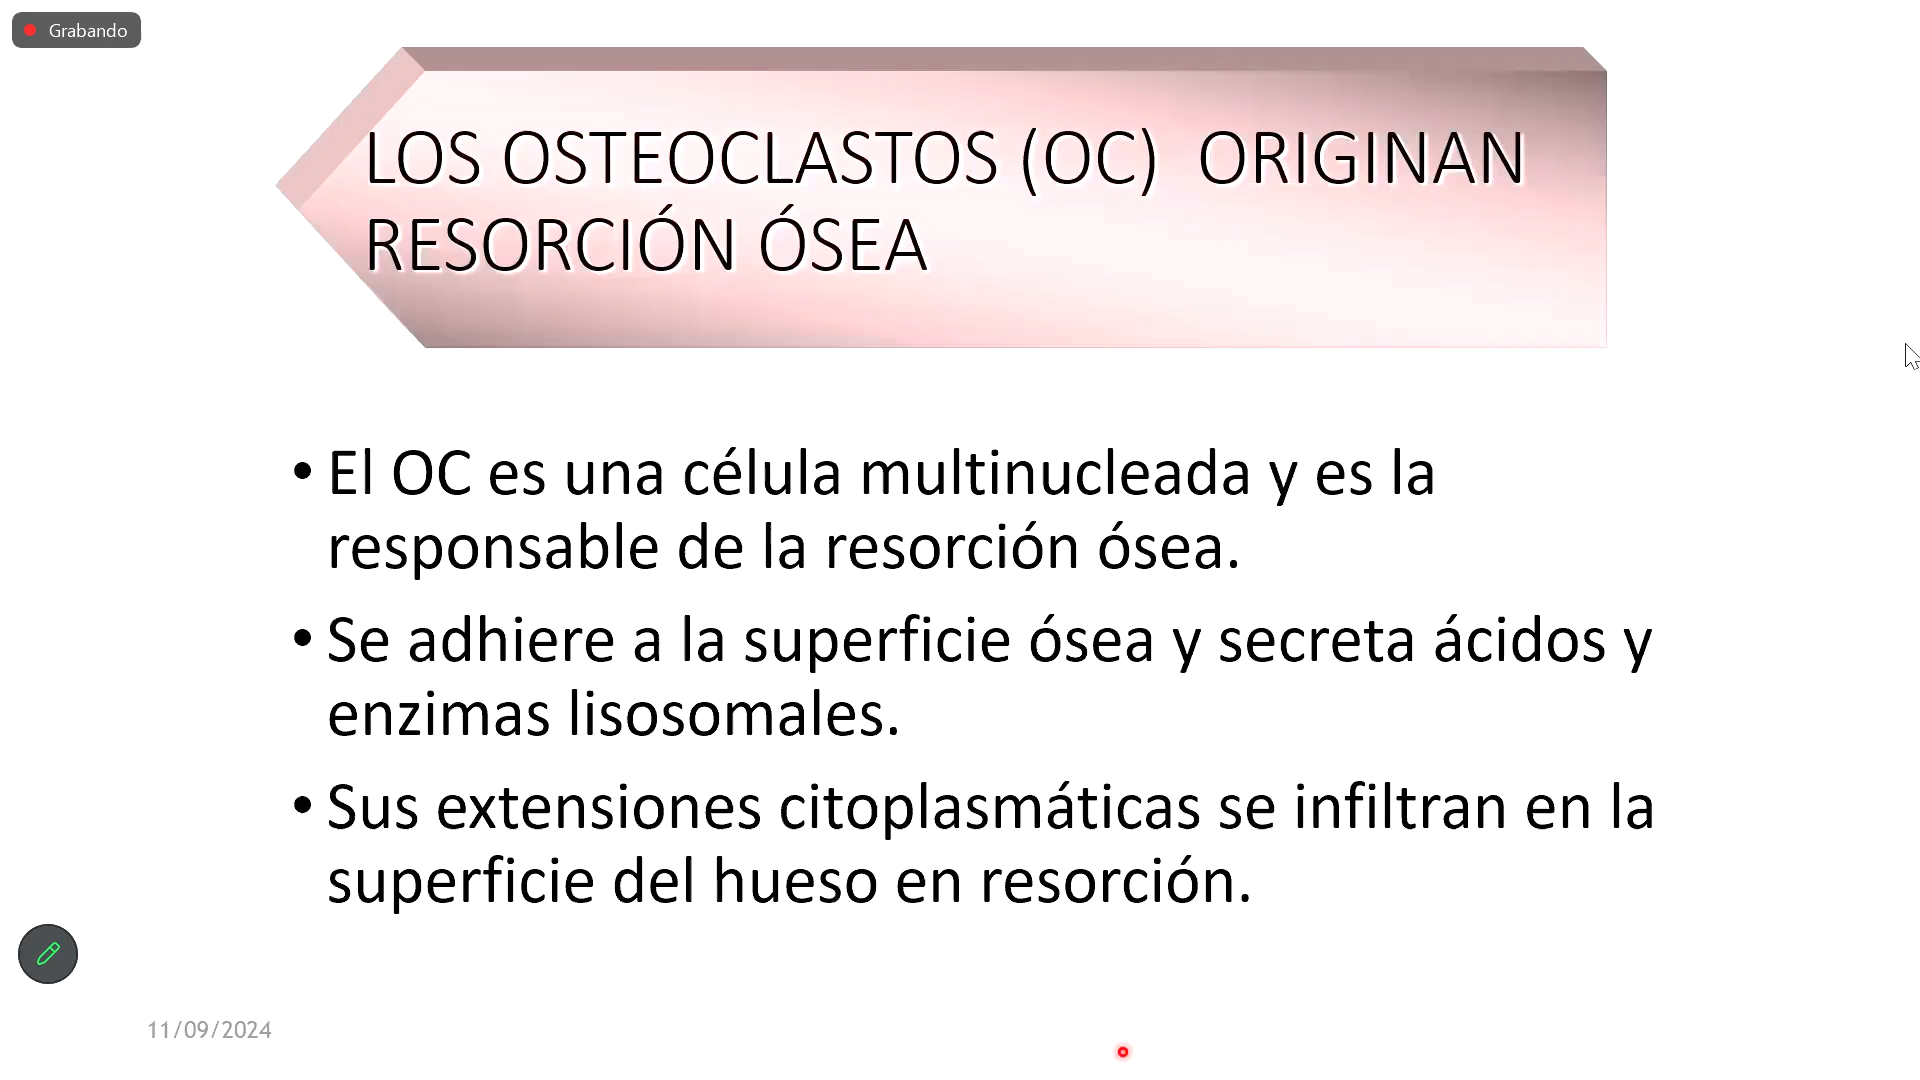 Grabando
LOS OSTEOCLASTOS (OC)  ORIGINAN
RESORCIÓN ÓSEA
• El OC es una célula multinucleada y es la
responsable de la resorción ósea.
• Se adhiere a la superficie ósea y secreta ácidos y
enzimas lisosomales.
• Sus extensiones citoplasmáticas se infiltran en la
superficie del hueso en resorción.
11/09/2024